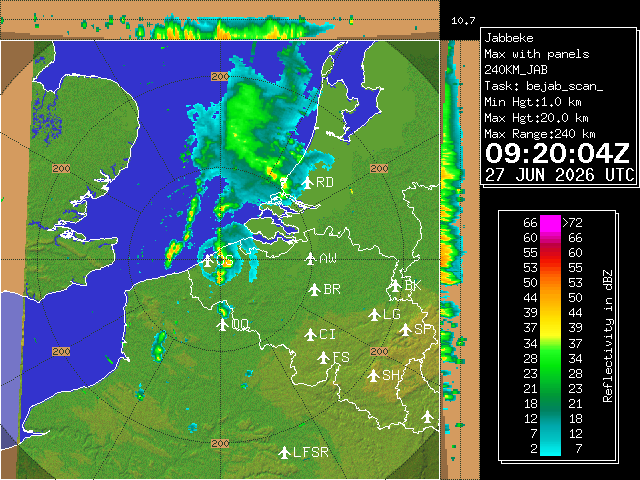 10.7
Jabbeke
Max with panels
240KM_JAB
Task: bejab_scan_
Min Hgt:1.0 km
Max Hgt:20.0 km
Max Range:240 km
09:20:04Z
27 JUN 2026 UTC
200
200
200
RD
OS
AW
BR
BK
LG
SP
QO
CI
FS
SH
200
200
LFSR
66 >72
60 66
55 60
53 55
50 53
44 50
39 44
37 39
34 37
28 34
23 28
21 23
18 21
12 18
7 12
2 7
Reflectivity in dBZ